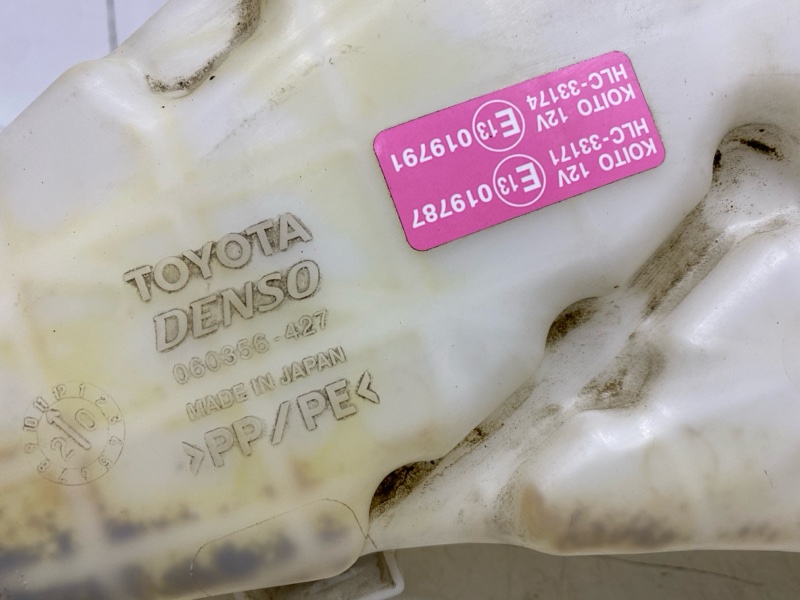 TOYOTA
DENSO
060356-427
MADE IN JAPAN
>PP/PE<
KOITO 12V
HLC-33171
E13 019787
KOITO 12V
HLC-33174
E13 019791